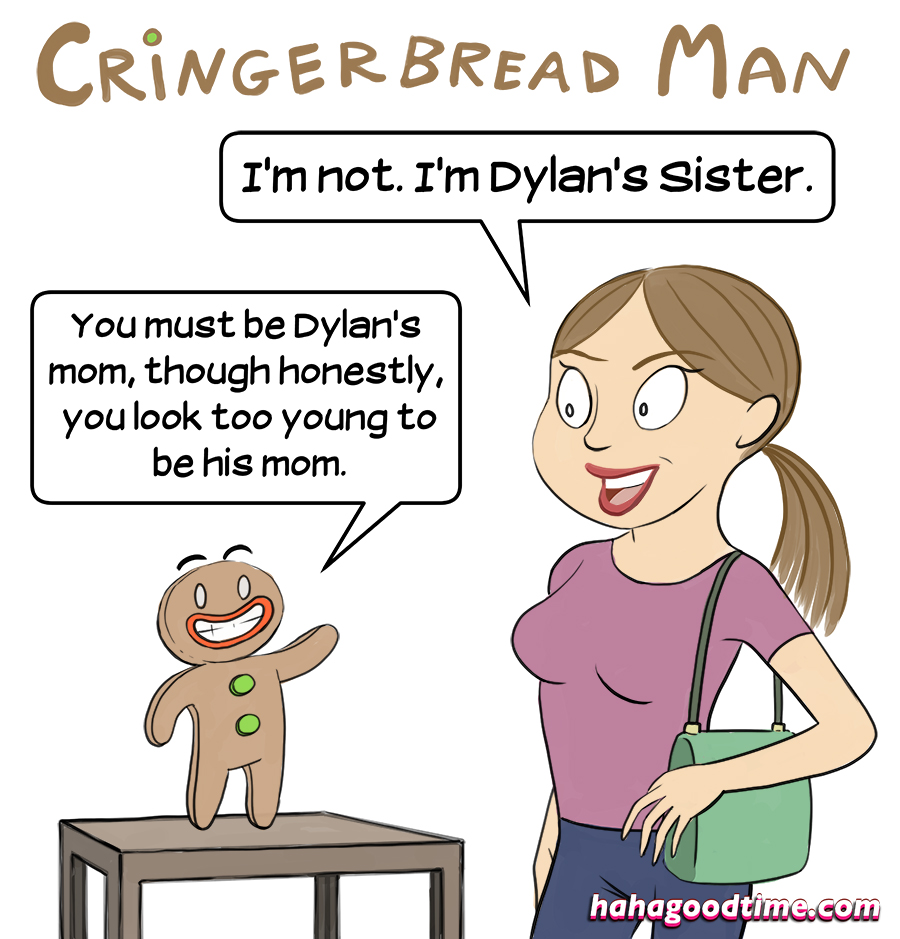 CRINGERBREAD MAN
I'm not. I'm Dylan's Sister.
You must be Dylan's
mom, though honestly,
you look too young to
be his mom.
hahagoodtime.com